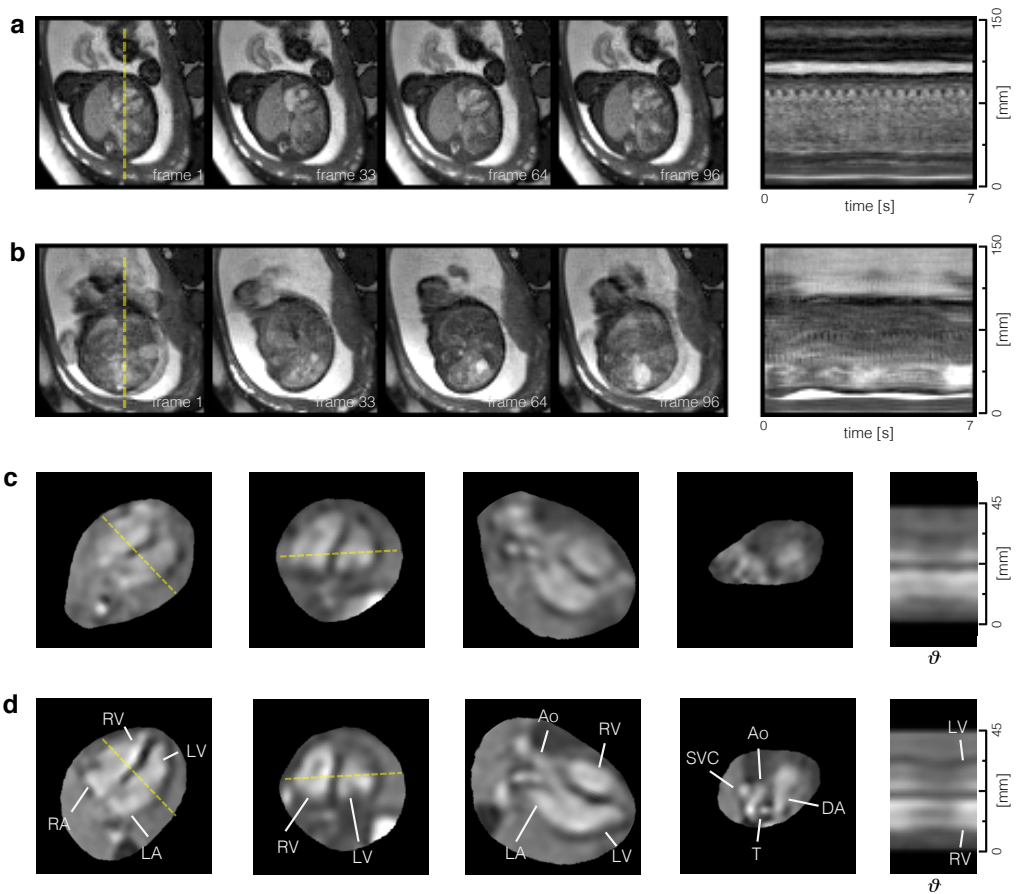 a
frame 1
frame 33
frame 64
frame 96
150
[mm]
0
0
7
time [s]
b
frame 1
frame 33
frame 64
frame 96
150
[mm]
0
0
7
time [s]
c
45
[mm]
0
ϑ
d
RV
LV
RA
LA
RV
LV
Ao
RV
LA
LV
Ao
SVC
DA
T
LV
RV
45
[mm]
0
ϑ